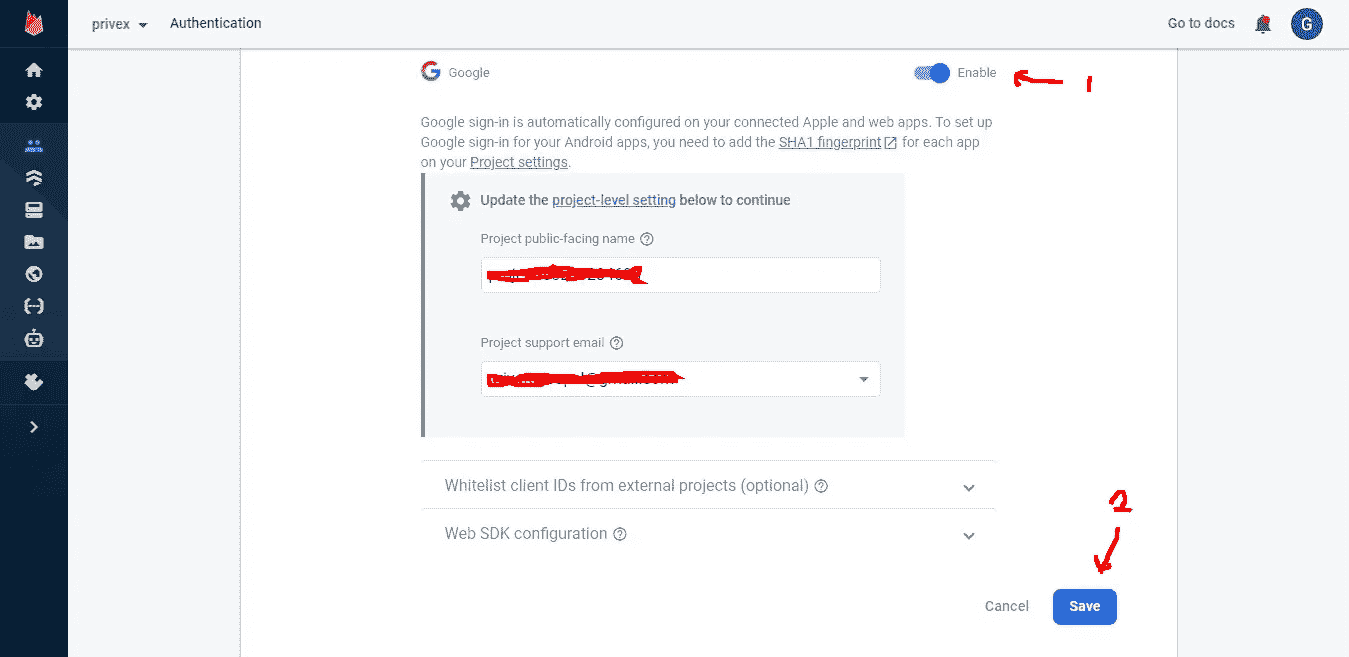 privex
Authentication
Go to docs
G
Google
Enable
1
Google sign-in is automatically configured on your connected Apple and web apps. To set up
Google sign-in for your Android apps, you need to add the SHA1 fingerprint for each app
on your Project settings.
Update the project-level setting below to continue
Project public-facing name
Project support email
Whitelist client IDs from external projects (optional)
2
Web SDK configuration
Cancel
Save